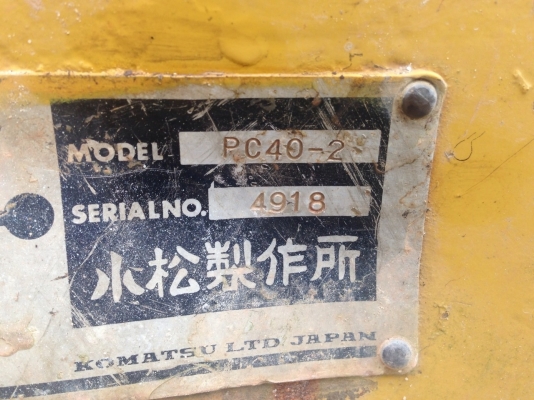 MODEL PC40-2
SERIAL NO. 4918
小松製作所
KOMATSU LTD. JAPAN